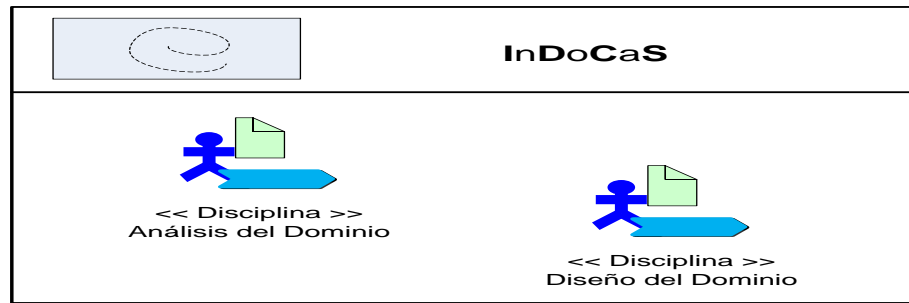 InDoCaS
<< Disciplina >>
Análisis del Dominio
<< Disciplina >>
Diseño del Dominio